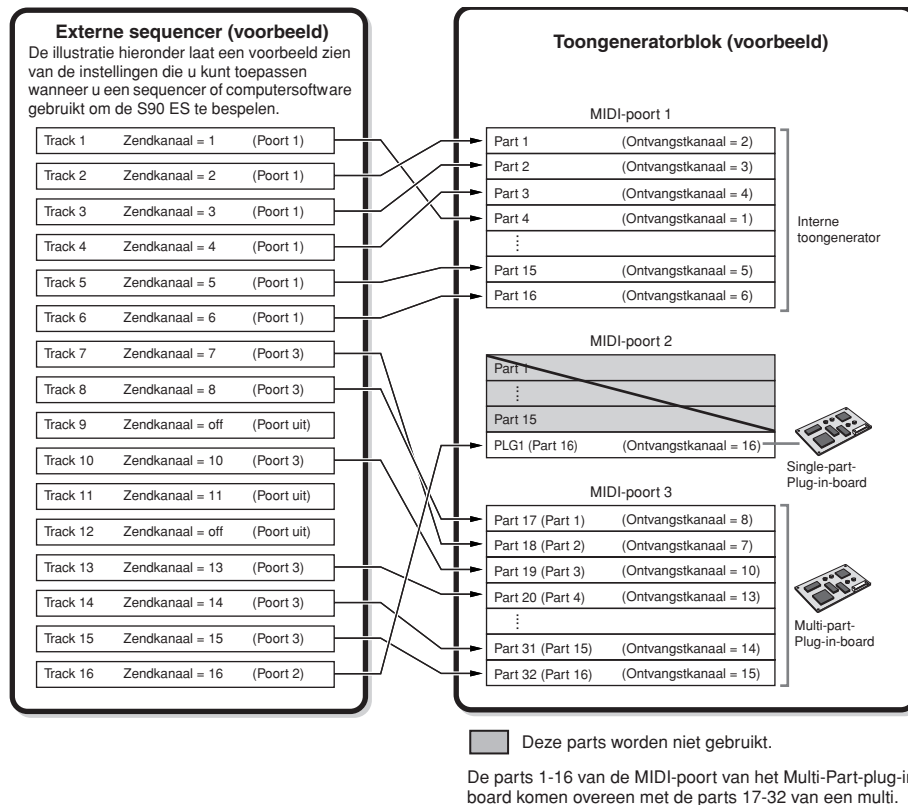 Externe sequencer (voorbeeld)
De illustratie hieronder laat een voorbeeld zien
van de instellingen die u kunt toepassen
wanneer u een sequencer of computersoftware
gebruikt om de S90 ES te bespelen.
Track 1 Zendkanaal = 1 (Poort 1)
Track 2 Zendkanaal = 2 (Poort 1)
Track 3 Zendkanaal = 3 (Poort 1)
Track 4 Zendkanaal = 4 (Poort 1)
Track 5 Zendkanaal = 5 (Poort 1)
Track 6 Zendkanaal = 6 (Poort 1)
Track 7 Zendkanaal = 7 (Poort 3)
Track 8 Zendkanaal = 8 (Poort 3)
Track 9 Zendkanaal = off (Poort uit)
Track 10 Zendkanaal = 10 (Poort 3)
Track 11 Zendkanaal = 11 (Poort uit)
Track 12 Zendkanaal = off (Poort uit)
Track 13 Zendkanaal = 13 (Poort 3)
Track 14 Zendkanaal = 14 (Poort 3)
Track 15 Zendkanaal = 15 (Poort 3)
Track 16 Zendkanaal = 16 (Poort 2)
Toongeneratorblok (voorbeeld)
MIDI-poort 1
Part 1 (Ontvangstkanaal = 2)
Part 2 (Ontvangstkanaal = 3)
Part 3 (Ontvangstkanaal = 4)
Part 4 (Ontvangstkanaal = 1)
Part 15 (Ontvangstkanaal = 5)
Part 16 (Ontvangstkanaal = 6)
Interne
toongenerator
MIDI-poort 2
Part 1
Part 15
PLG1 (Part 16) (Ontvangstkanaal = 16)
Single-part-
Plug-in-board
MIDI-poort 3
Part 17 (Part 1) (Ontvangstkanaal = 8)
Part 18 (Part 2) (Ontvangstkanaal = 7)
Part 19 (Part 3) (Ontvangstkanaal = 10)
Part 20 (Part 4) (Ontvangstkanaal = 13)
Part 31 (Part 15) (Ontvangstkanaal = 14)
Part 32 (Part 16) (Ontvangstkanaal = 15)
Multi-part-
Plug-in-board
Deze parts worden niet gebruikt.
De parts 1-16 van de MIDI-poort van het Multi-Part-plug-in
board komen overeen met de parts 17-32 van een multi.